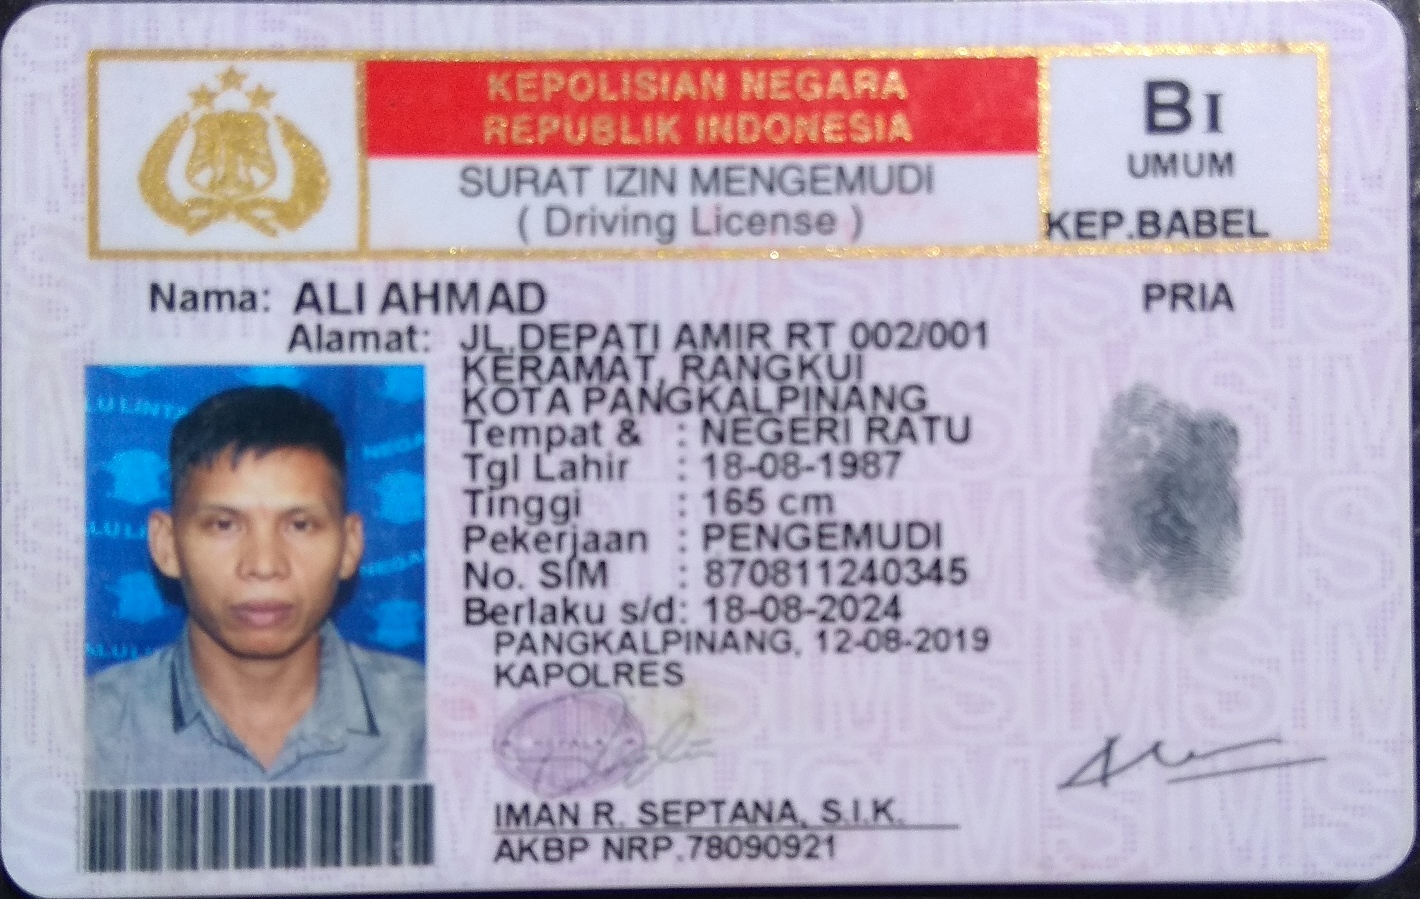 KEPOLISIAN NEGARA
REPUBLIK INDONESIA
SURAT IZIN MENGEMUDI
( Driving License )
BI
UMUM
KEP.BABEL
Nama: ALI AHMAD
PRIA
Alamat: JL.DEPATI AMIR RT 002/001
KERAMAT, RANGKUI
KOTA PANGKALPINANG
Tempat & : NEGERI RATU
Tgl Lahir : 18-08-1987
Tinggi : 165 cm
Pekerjaan : PENGEMUDI
No. SIM : 870811240345
Berlaku s/d: 18-08-2024
PANGKALPINANG, 12-08-2019
KAPOLRES
IMAN R. SEPTANA, S.I.K.
AKBP NRP.78090921